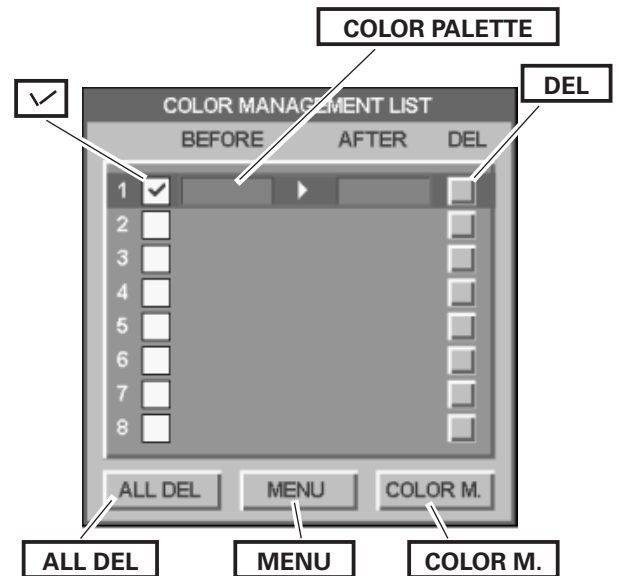 COLOR PALETTE
DEL
COLOR MANAGEMENT LIST
BEFORE AFTER DEL
1
2
3
4
5
6
7
8
ALL DEL MENU COLOR M.
ALL DEL MENU COLOR M.